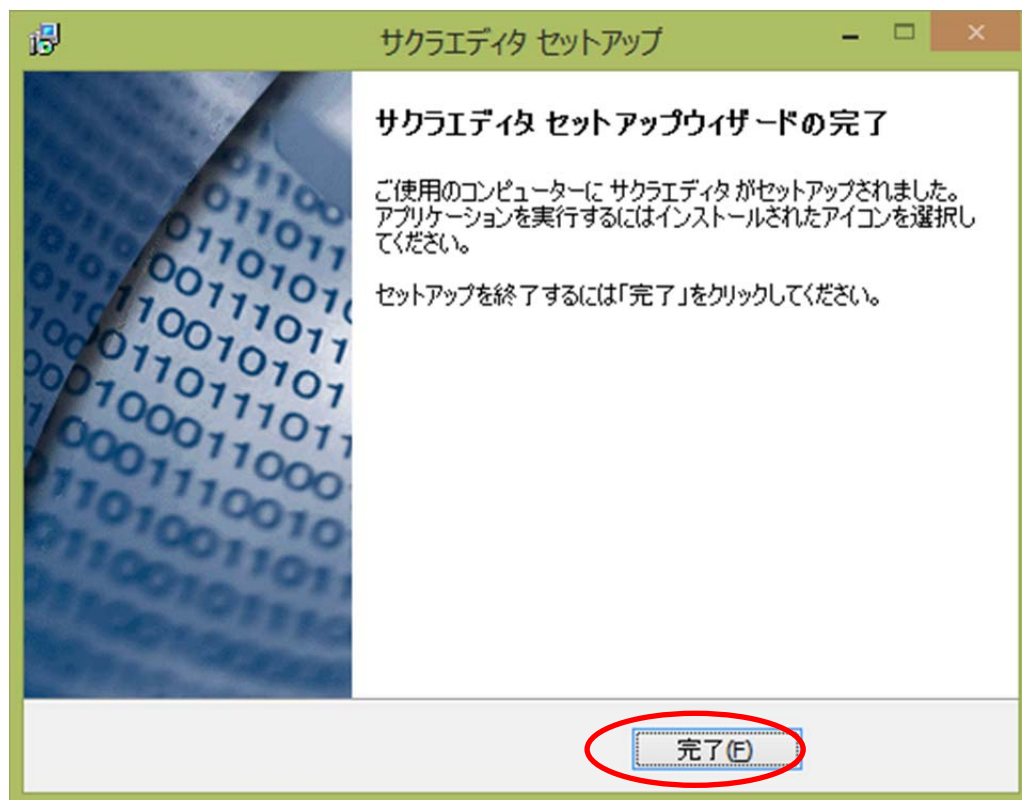 サクラエディタ セットアップ
サクラエディタ セットアップウィザードの完了
ご使用のコンピューターに サクラエディタ がセットアップされました。
アプリケーションを実行するにはインストールされたアイコンを選択し
てください。
セットアップを終了するには「完了」をクリックしてください。
完了(F)